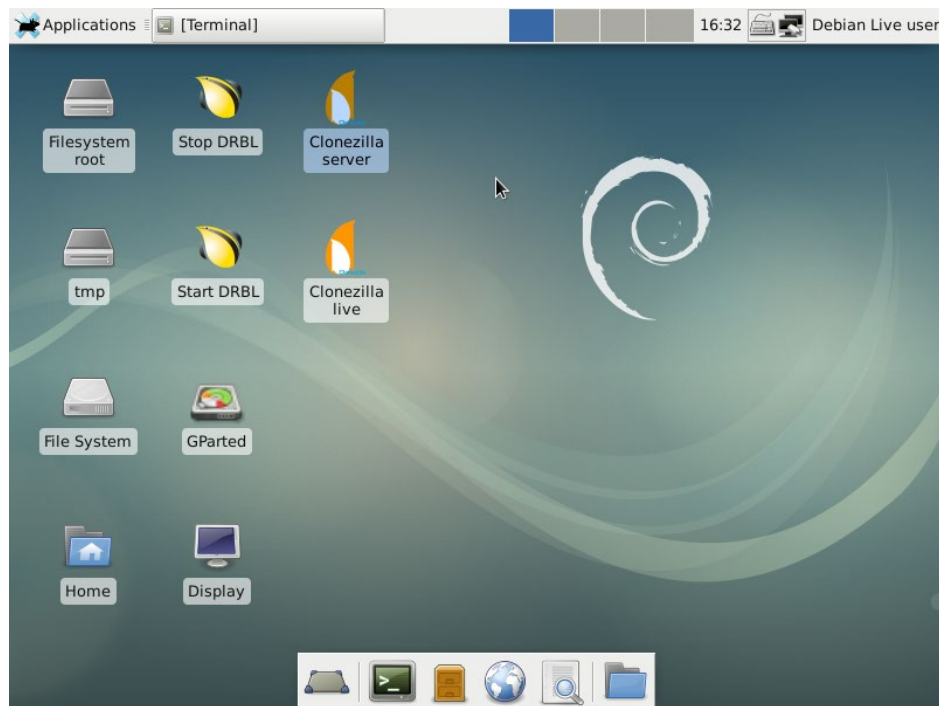 Applications
[Terminal]
16:32
Debian Live user
Filesystem
root
Stop DRBL
Clonezilla
server
tmp
Start DRBL
Clonezilla
live
File System
GParted
Home
Display